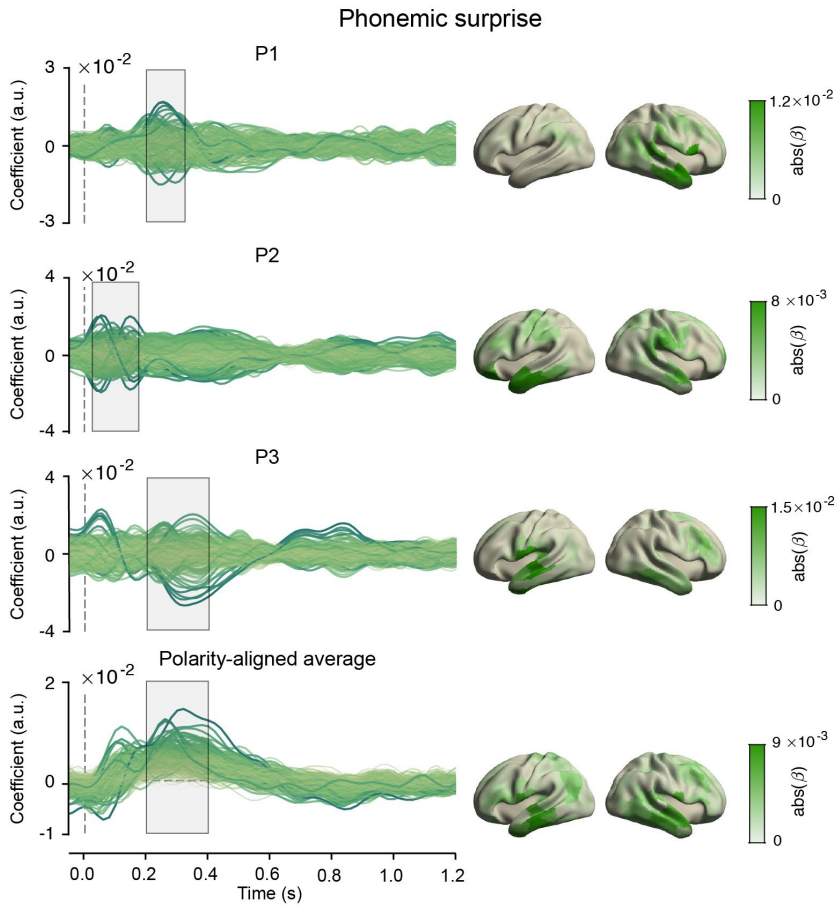 Phonemic surprise
P1
×10-2
3
0
-3
Coefficient (a.u.)
1.2×10-2
0
abs(β)
P2
×10-2
4
0
-4
Coefficient (a.u.)
8 ×10-3
0
abs(β)
P3
×10-2
4
0
-4
Coefficient (a.u.)
1.5×10-2
0
abs(β)
Polarity-aligned average
×10-2
2
0
-1
Coefficient (a.u.)
9 ×10-3
0
abs(β)
0.0 0.2 0.4 0.6 0.8 1.0 1.2
Time (s)